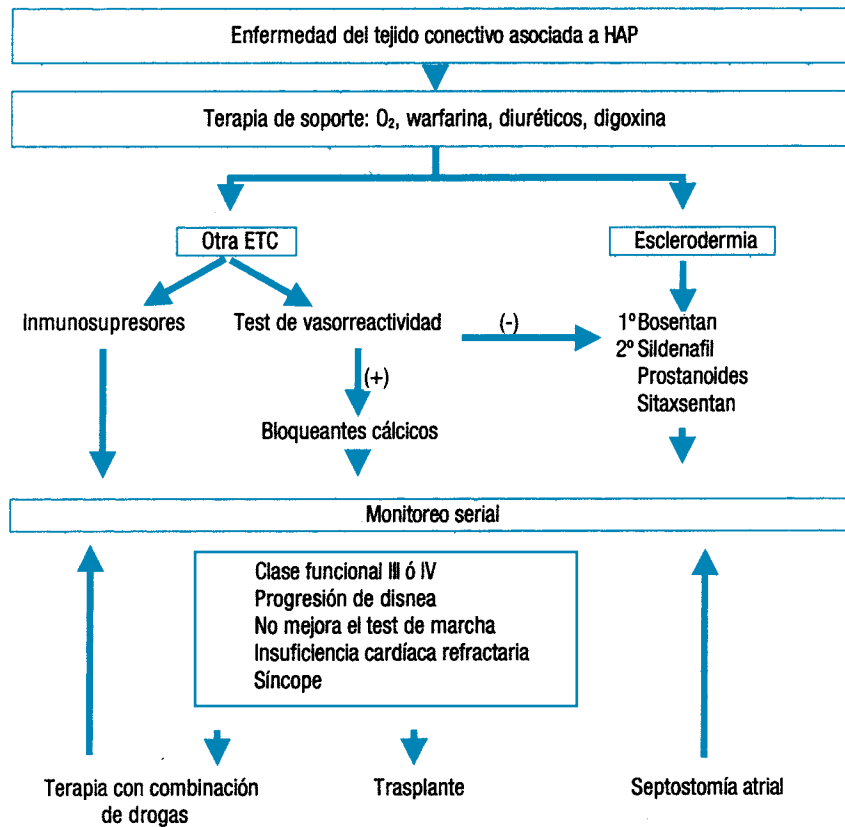 Enfermedad del tejido conectivo asociada a HAP
Terapia de soporte: O₂, warfarina, diuréticos, digoxina
Otra ETC
Esclerodermia
Inmunosupresores
Test de vasorreactividad
(-)
1º Bosentan
2º Sildenafil
Prostanoides
Sitaxsentan
(+)
Bloqueantes cálcicos
Monitoreo serial
Clase funcional III ó IV
Progresión de disnea
No mejora el test de marcha
Insuficiencia cardíaca refractaria
Síncope
Terapia con combinación
de drogas
Trasplante
Septostomía atrial